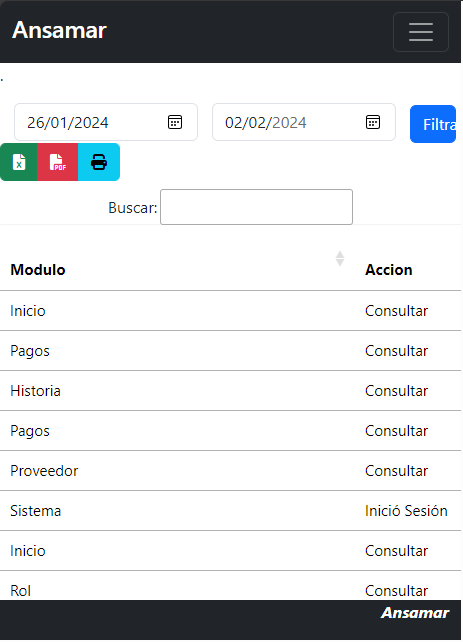 Ansamar
.
26/01/2024 02/02/2024 Filtra
PDF
Buscar:
Modulo Accion
Inicio Consultar
Pagos Consultar
Historia Consultar
Pagos Consultar
Proveedor Consultar
Sistema Inició Sesión
Inicio Consultar
Rol Consultar
Ansamar